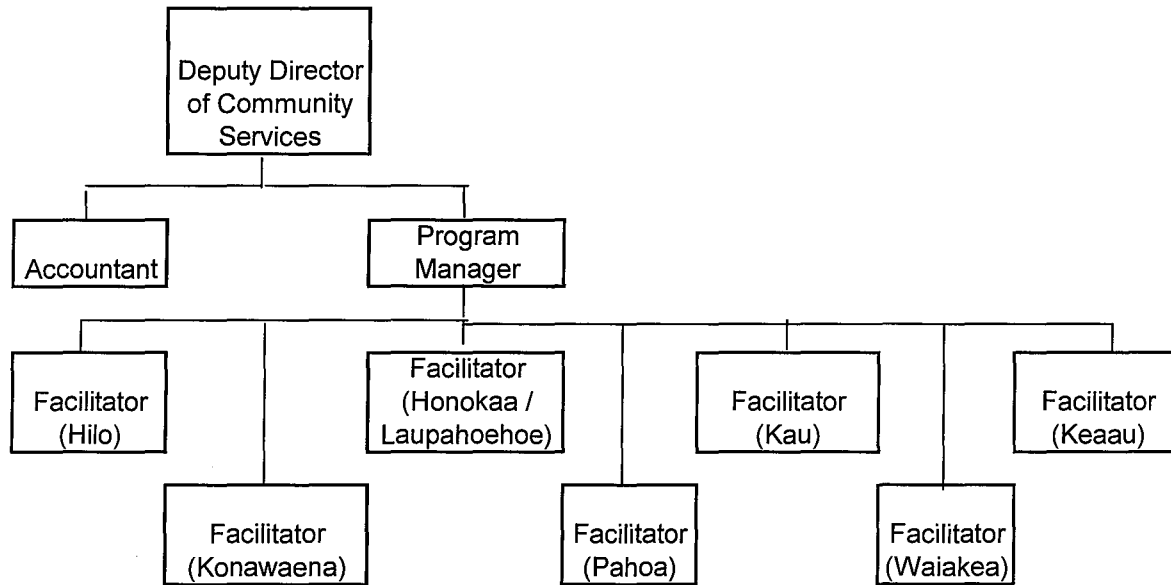 Deputy Director
of Community
Services
Accountant
Program
Manager
Facilitator
(Hilo)
Facilitator
(Honokaa /
Laupahoehoe)
Facilitator
(Kau)
Facilitator
(Keaau)
Facilitator
(Konawaena)
Facilitator
(Pahoa)
Facilitator
(Waiakea)